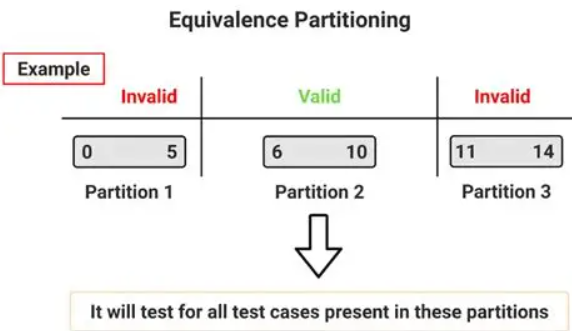 Equivalence Partitioning
Example
Invalid Valid Invalid
0 5 6 10 11 14
Partition 1 Partition 2 Partition 3
It will test for all test cases present in these partitions